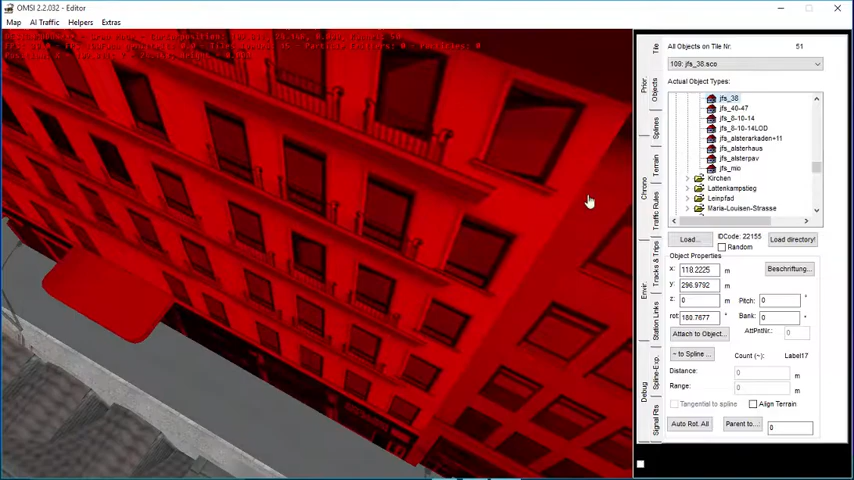 OMSI 2.2.032 - Editor
Map AI Traffic Helpers Extras
All Objects on Tile Nr. 51
109: jfs_38.sco
Actual Object Types:
jfs_38
jfs_40-47
jfs_8-10-14
jfs_8-10-14LOD
jfs_alsterarkaden+11
jfs_alsterhaus
jfs_alsterpav
jfs_mio
Kirchen
Lattenkampstieg
Leinpfad
Maria-Louisen-Strasse
Load... IDCode: 22155 Load directory!
Random
Object Properties
x: 118.2225 m Beschriftung...
y: 296.9792 m
z: 0 m Pitch: 0 °
rot: 180.7677 ° Bank: 0 °
Attach to Object... AttPntNr.: 0
~ to Spline ... Count (~): Label17
Distance: 0 m
Range: 0 m
Tangential to spline Align Terrain
Auto Rot. All Parent to...: 0
Tile
Objects
Splines
Terrain
Traffic Rules
Tracks & Trips
Station Links
Spline-Exp.
Signal Rts.
Prior.
Chrono
Envir.
Debug